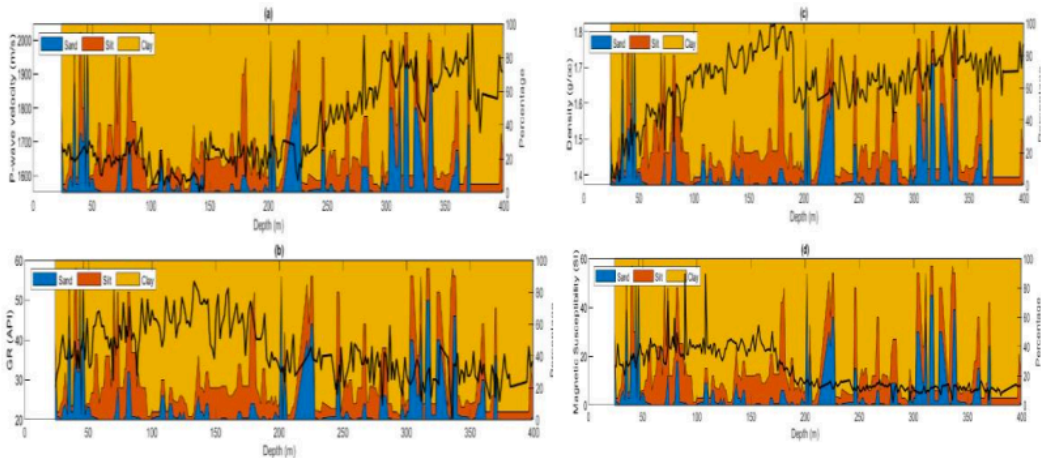 (a)
Sand Silt Clay
P-wave velocity (m/s)
2000
1900
1800
1700
1600
100
80
60
40
20
0
Percentage
0 50 100 150 200 250 300 350 400
Depth (m)
(c)
Sand Silt Clay
Density (g/cc)
1.8
1.7
1.6
1.5
1.4
100
80
60
40
20
0
Percentage
0 50 100 150 200 250 300 350 400
Depth (m)
(b)
Sand Silt Clay
GR (API)
60
50
40
30
20
100
80
60
40
20
0
Percentage
0 50 100 150 200 250 300 350 400
Depth (m)
(d)
Sand Silt Clay
Magnetic Susceptibility (SI)
60
40
20
0
100
80
60
40
20
0
Percentage
0 50 100 150 200 250 300 350 400
Depth (m)